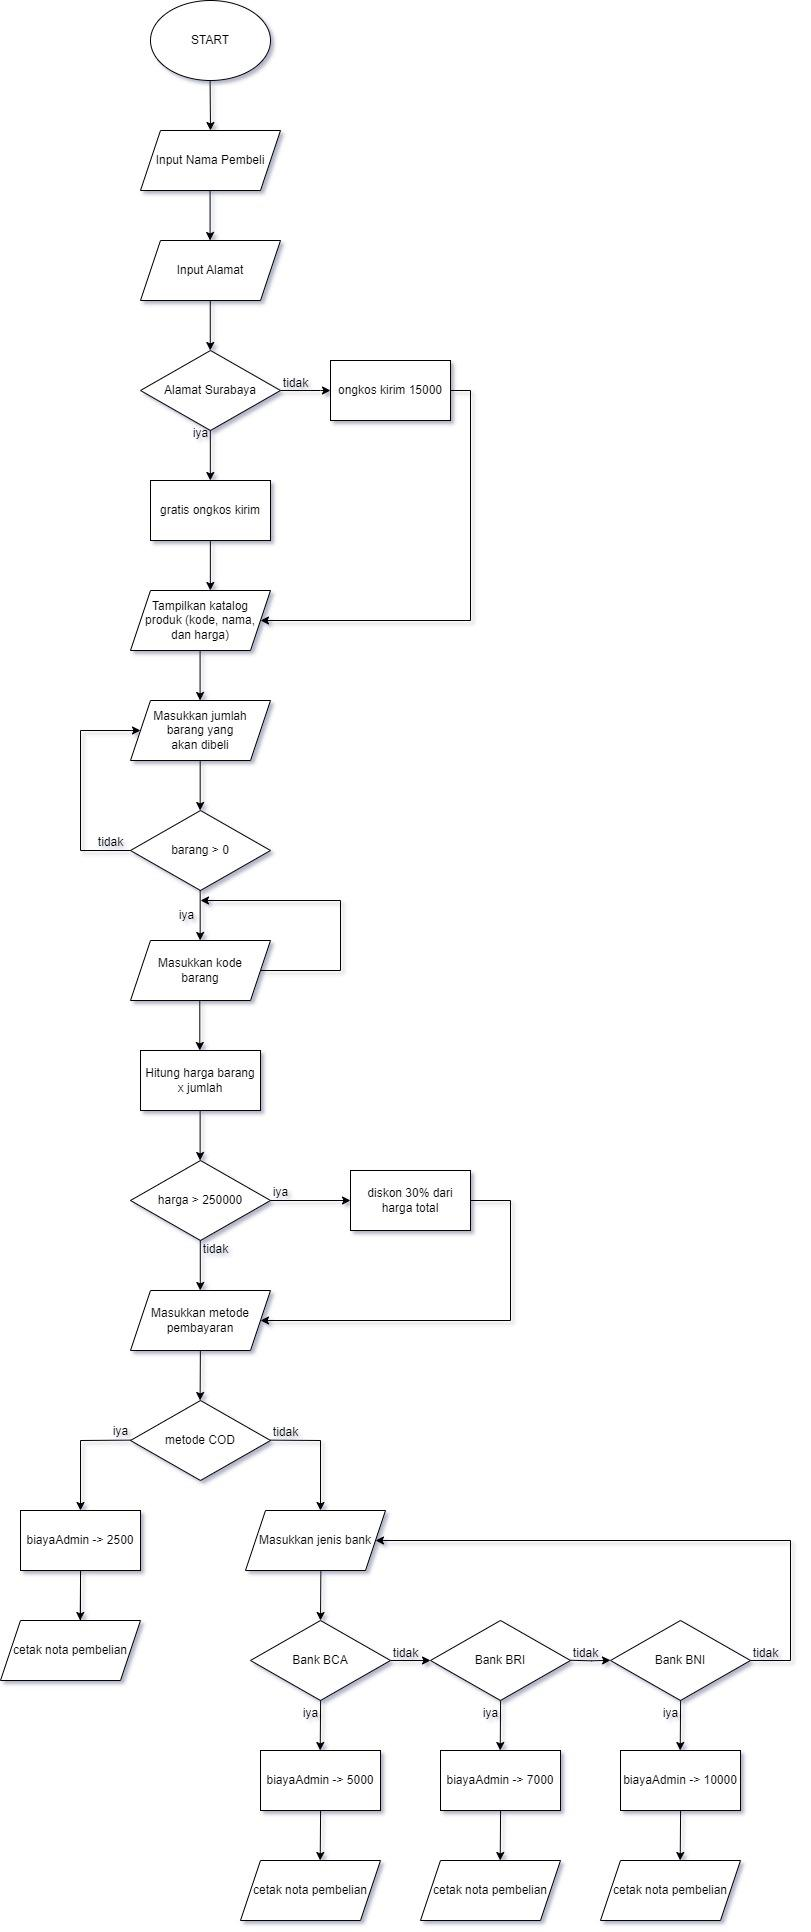 START
Input Nama Pembeli
Input Alamat
Alamat Surabaya
tidak
ongkos kirim 15000
iya
gratis ongkos kirim
Tampilkan katalog
produk (kode, nama,
dan harga)
Masukkan jumlah
barang yang
akan dibeli
tidak
barang > 0
iya
Masukkan kode
barang
Hitung harga barang
x jumlah
harga > 250000
iya
diskon 30% dari
harga total
tidak
Masukkan metode
pembayaran
iya
metode COD
tidak
biayaAdmin -> 2500
Masukkan jenis bank
cetak nota pembelian
Bank BCA
tidak
Bank BRI
tidak
Bank BNI
tidak
iya
iya
iya
biayaAdmin -> 5000
biayaAdmin -> 7000
biayaAdmin -> 10000
cetak nota pembelian
cetak nota pembelian
cetak nota pembelian